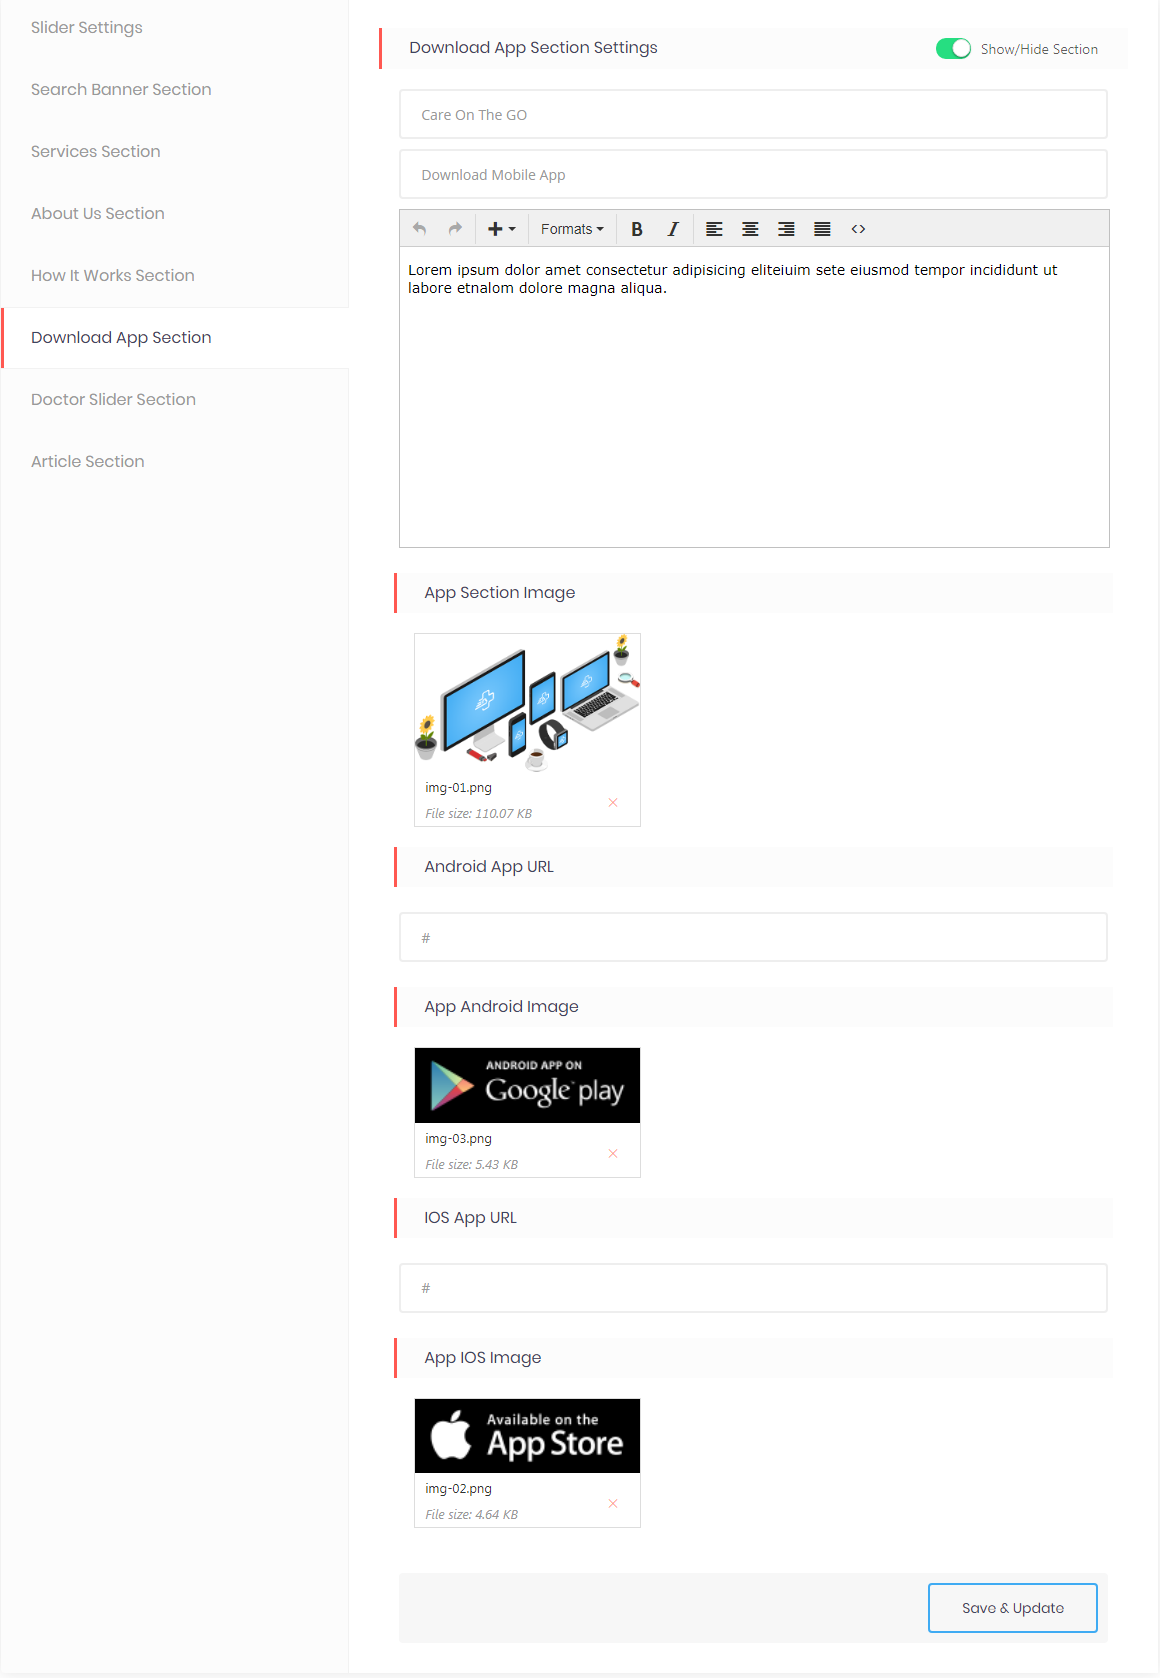 Slider Settings
Search Banner Section
Services Section
About Us Section
How It Works Section
Download App Section
Doctor Slider Section
Article Section
Download App Section Settings
Show/Hide Section
Care On The GO
Download Mobile App
Formats B I <>
Lorem ipsum dolor amet consectetur adipisicing eliteiuim sete eiusmod tempor incididunt ut
labore etnalom dolore magna aliqua.
App Section Image
img-01.png
File size: 110.07 KB
Android App URL
#
App Android Image
ANDROID APP ON
Google play
img-03.png
File size: 5.43 KB
IOS App URL
#
App IOS Image
Available on the
App Store
img-02.png
File size: 4.64 KB
Save & Update